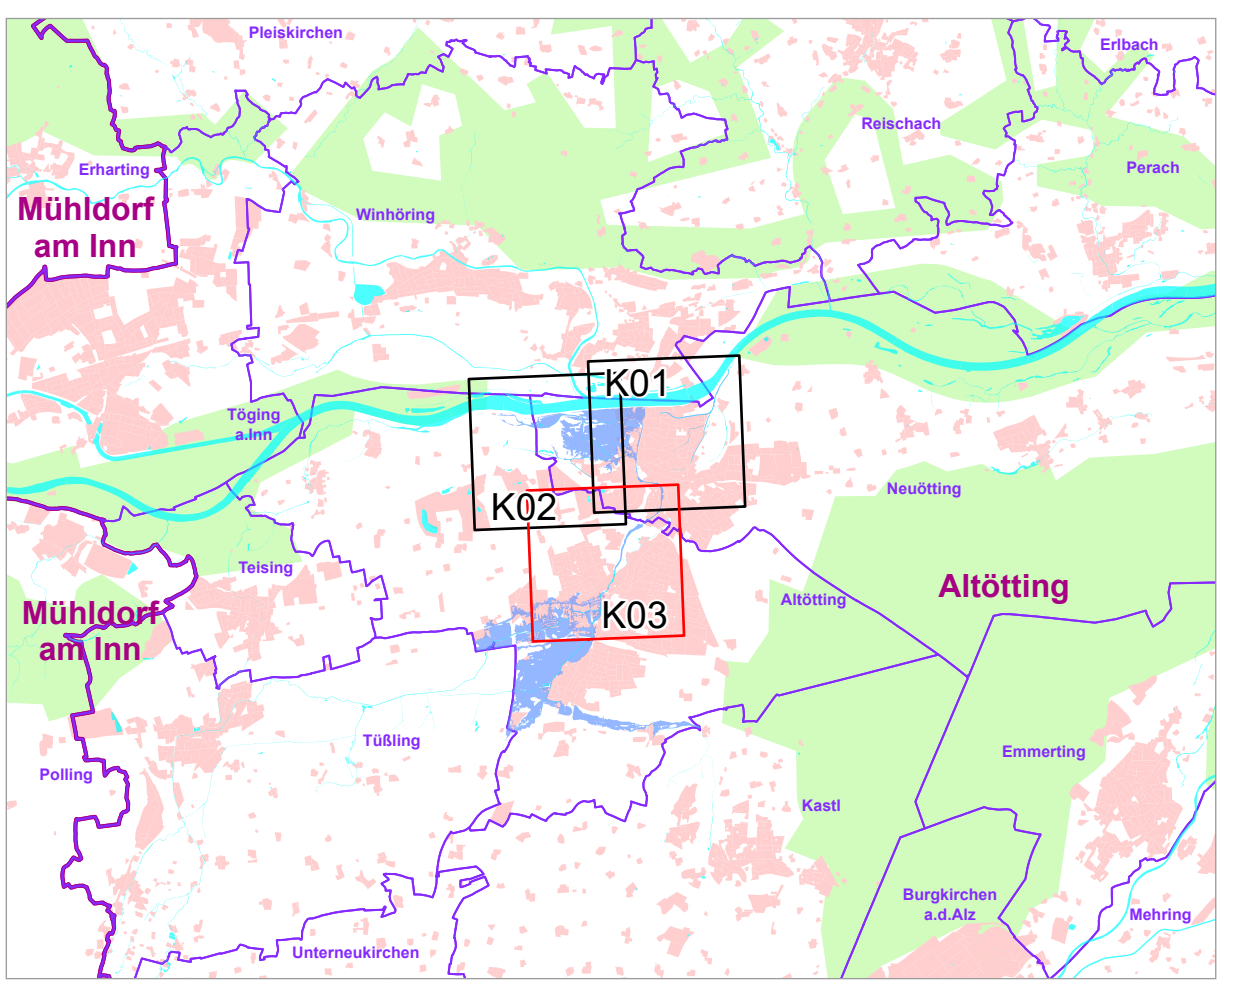 Pleiskirchen
Erlbach
Reischach
Erharting
Perach
Mühldorf
am Inn
Winhöring
K01
Töging
a.Inn
Neuötting
K02
Teising
Altötting
Altötting
Mühldorf
am Inn
K03
Tüßling
Emmerting
Polling
Kastl
Burgkirchen
a.d.Alz
Mehring
Unterneukirchen